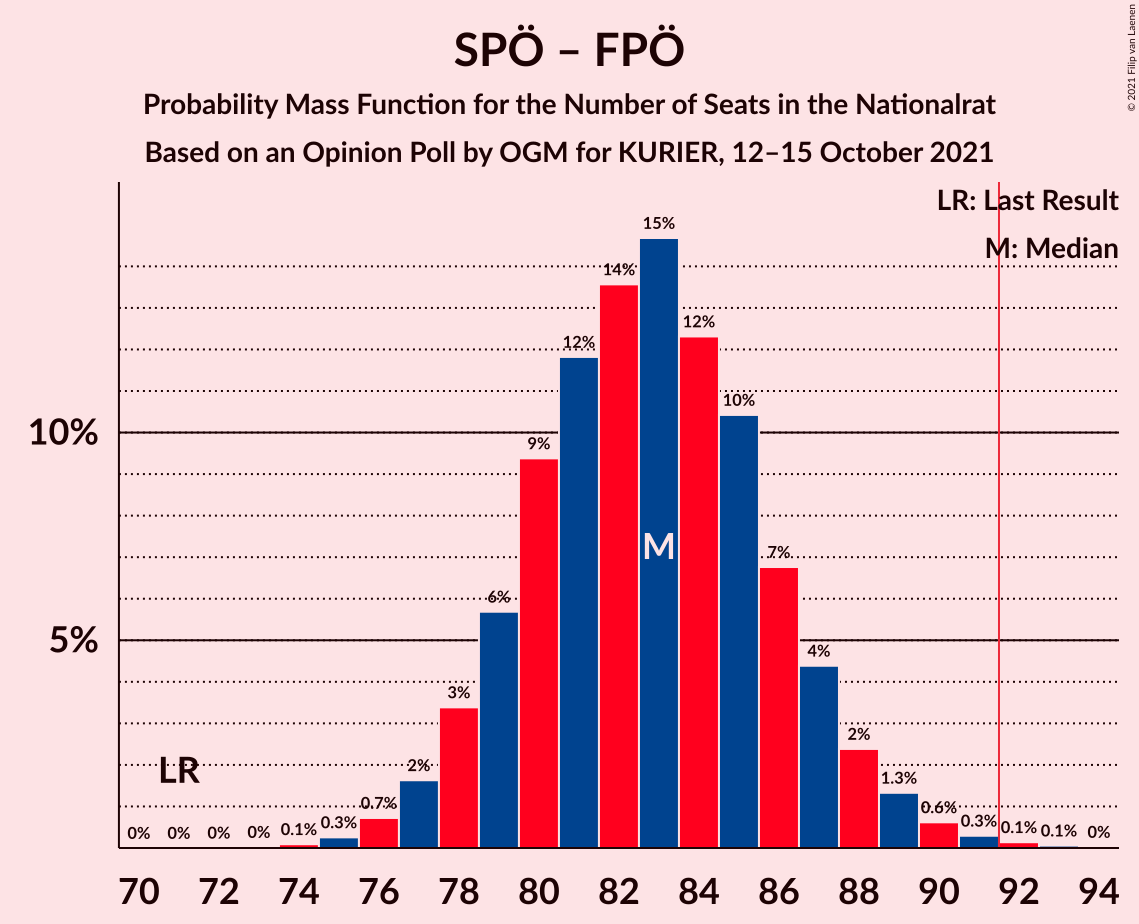 SPÖ – FPÖ
Probability Mass Function for the Number of Seats in the Nationalrat
Based on an Opinion Poll by OGM for KURIER, 12–15 October 2021
© 2021 Filip van Laenen
LR: Last Result
M: Median
10%
5%
LR
M
0% 0% 0% 0% 0.1% 0.3% 0.7% 2% 3% 6% 9% 12% 14% 15% 12% 10% 7% 4% 2% 1.3% 0.6% 0.3% 0.1% 0.1% 0%
70 72 74 76 78 80 82 84 86 88 90 92 94